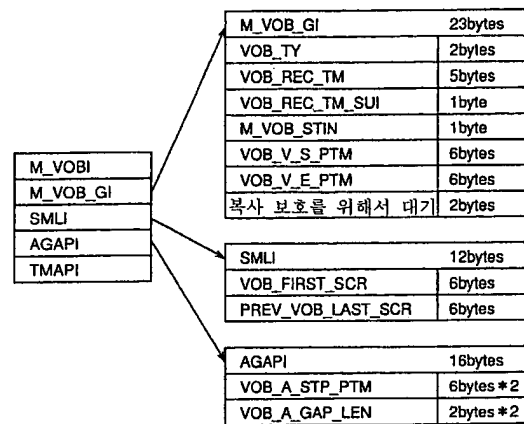 M_VOB_GI 23bytes
VOB_TY 2bytes
VOB_REC_TM 5bytes
VOB_REC_TM_SUI 1byte
M_VOB_STIN 1byte
VOB_V_S_PTM 6bytes
VOB_V_E_PTM 6bytes
복사 보호를 위해서 대기 2bytes
M_VOBI
M_VOB_GI
SMLI
AGAPI
TMAPI
SMLI 12bytes
VOB_FIRST_SCR 6bytes
PREV_VOB_LAST_SCR 6bytes
AGAPI 16bytes
VOB_A_STP_PTM 6bytes*2
VOB_A_GAP_LEN 2bytes*2